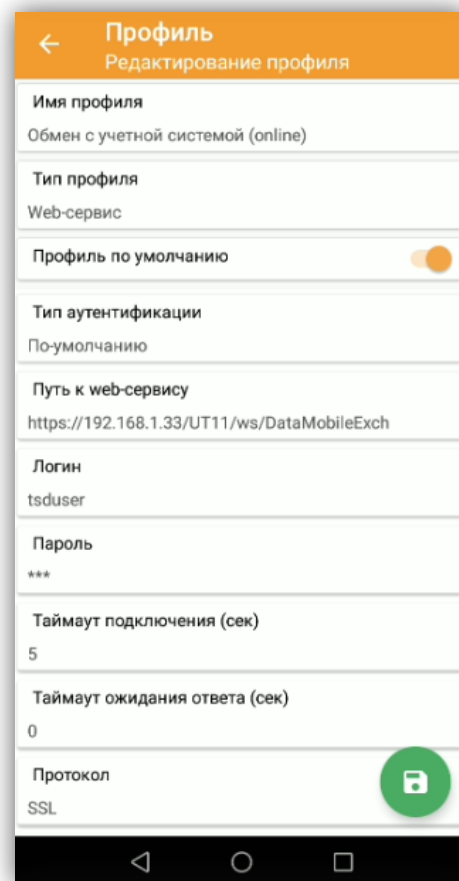 Профиль
Редактирование профиля
Имя профиля
Обмен с учетной системой (online)
Тип профиля
Web-сервис
Профиль по умолчанию
Тип аутентификации
По-умолчанию
Путь к web-сервису
https://192.168.1.33/UT11/ws/DataMobileExch
Логин
tsduser
Пароль
***
Таймаут подключения (сек)
5
Таймаут ожидания ответа (сек)
0
Протокол
SSL